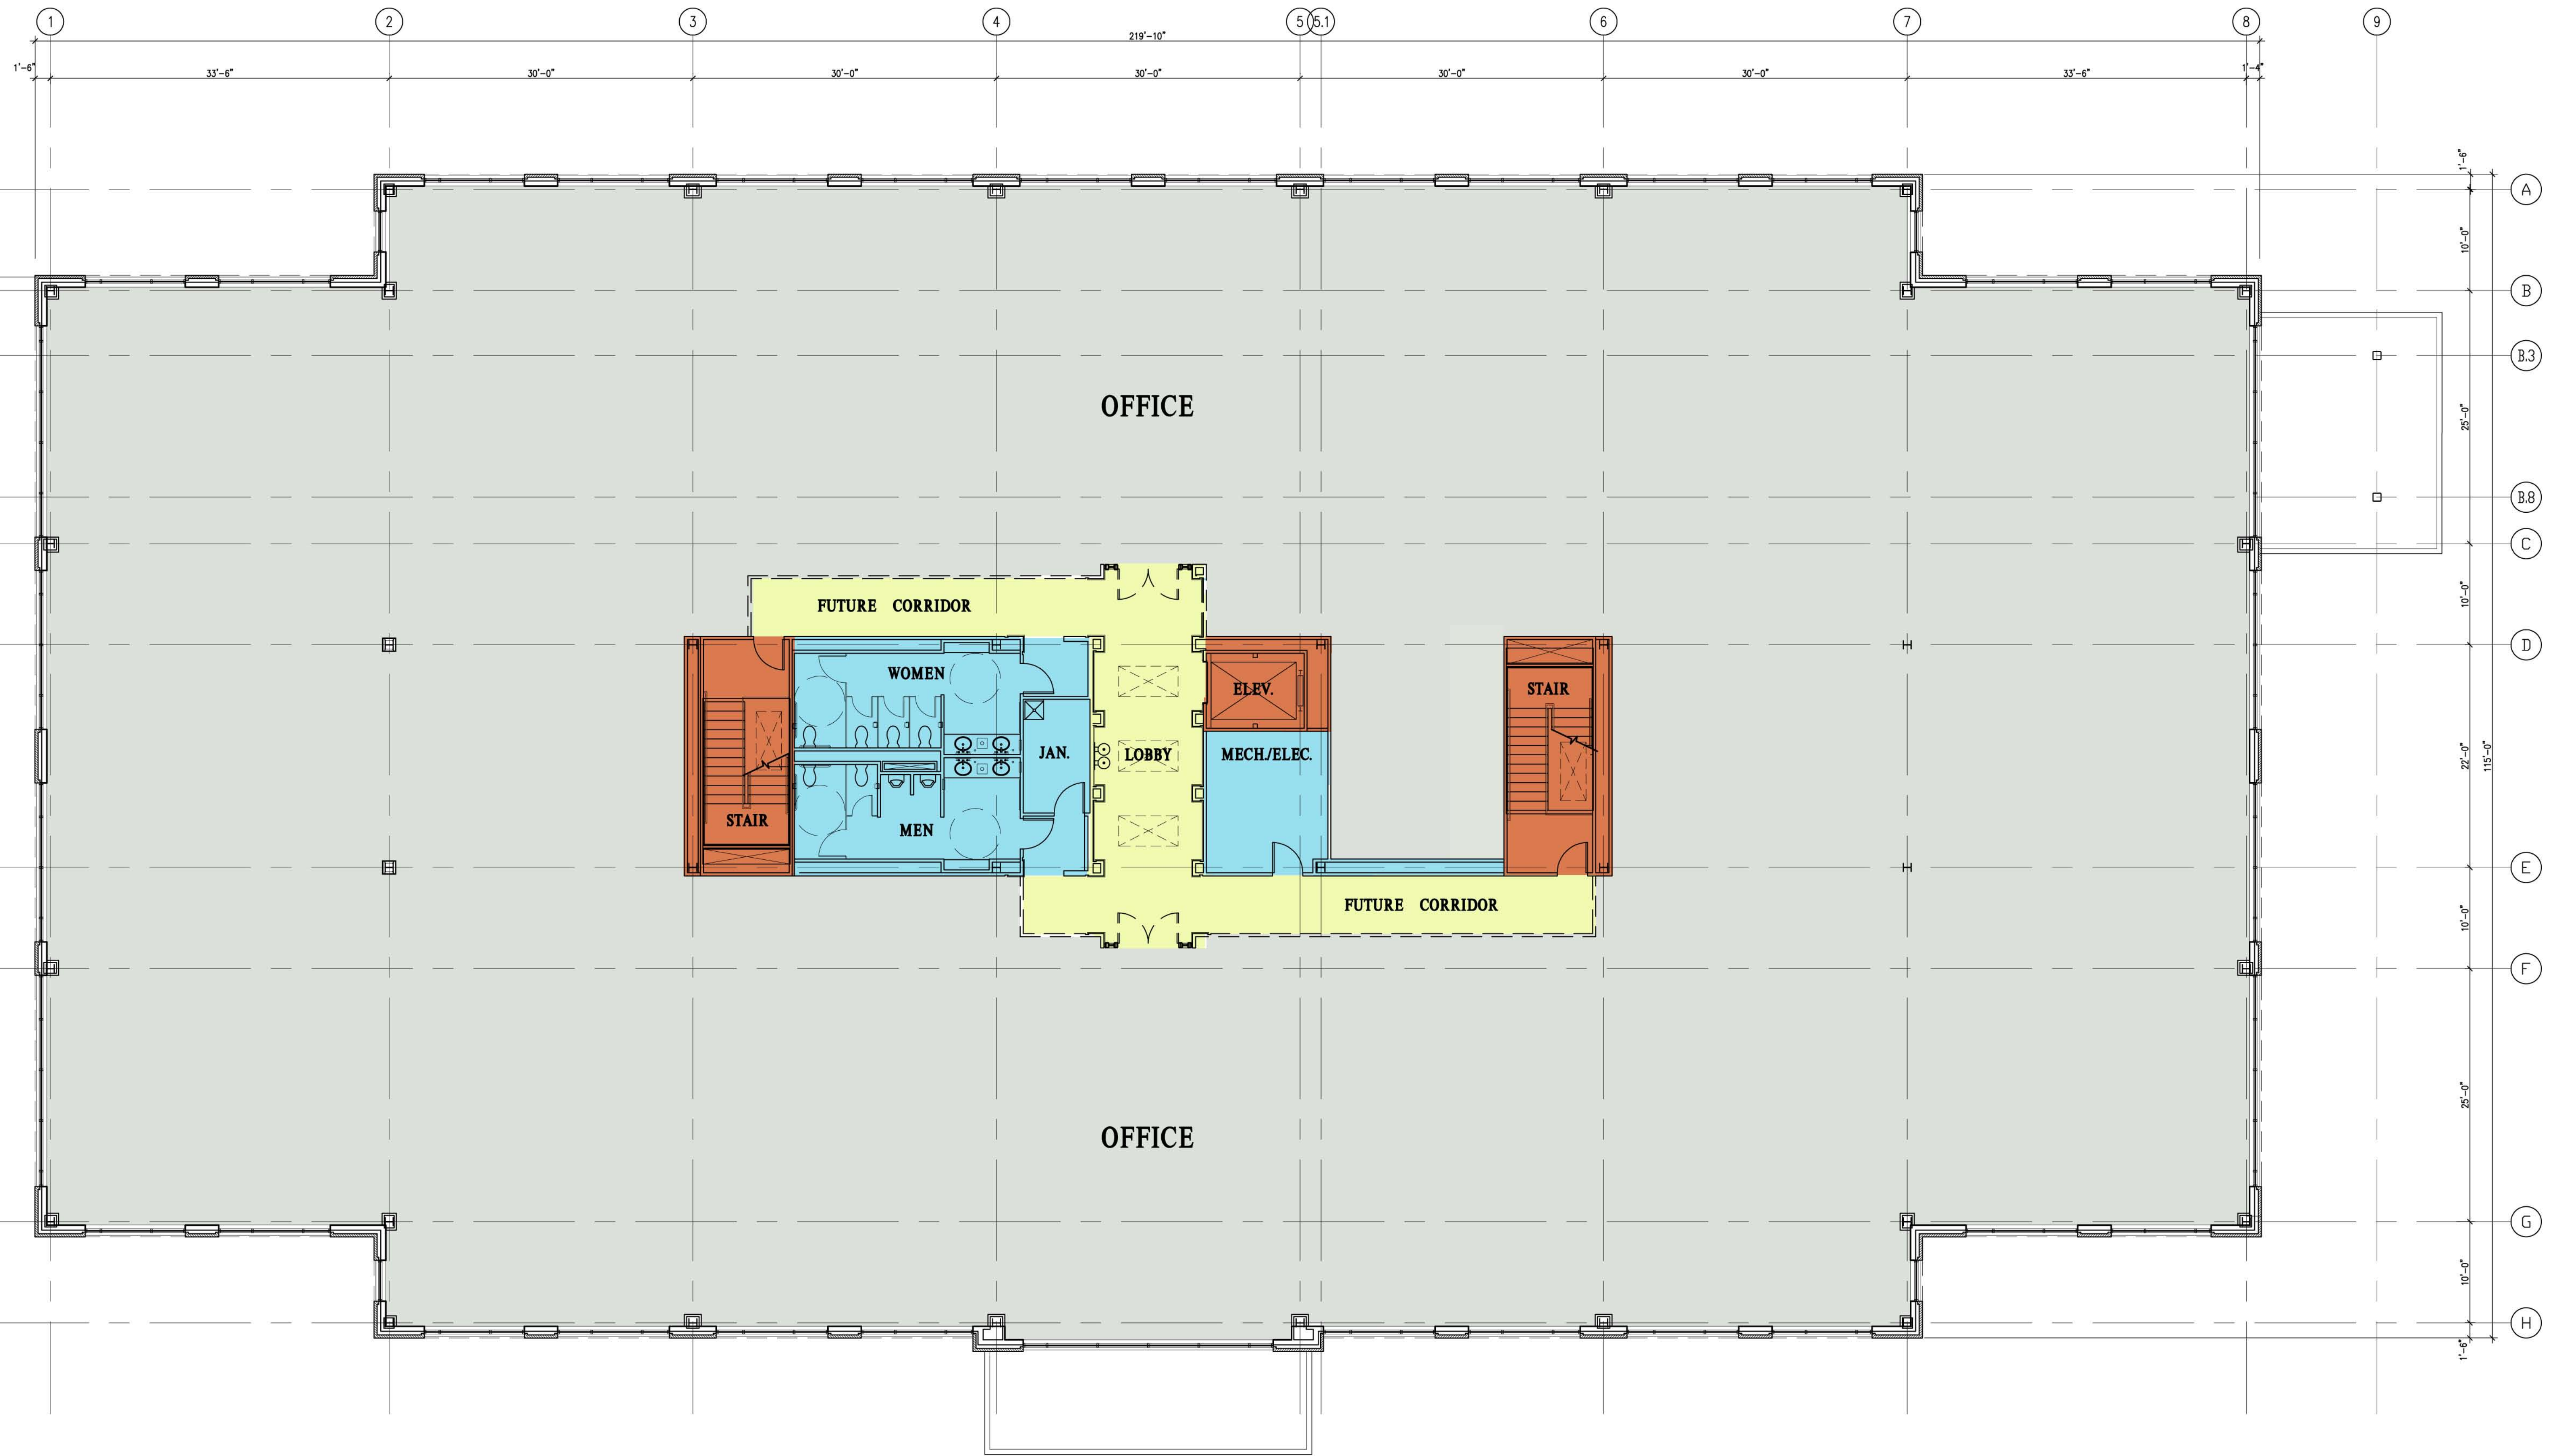 1 2 3 4 5 5.1 6 7 8 9
219'-10"
1'-6" 33'-6" 30'-0" 30'-0" 30'-0" 30'-0" 30'-0" 33'-6" 1'-4"
1'-6"
A
10'-0"
B
B.3
OFFICE
25'-0"
B.8
C
FUTURE CORRIDOR
10'-0"
D
WOMEN
ELEV.
STAIR
JAN.
LOBBY
MECH./ELEC.
22'-0"
115'-0"
STAIR
MEN
E
FUTURE CORRIDOR
10'-0"
F
25'-0"
OFFICE
G
10'-0"
H
1'-6"